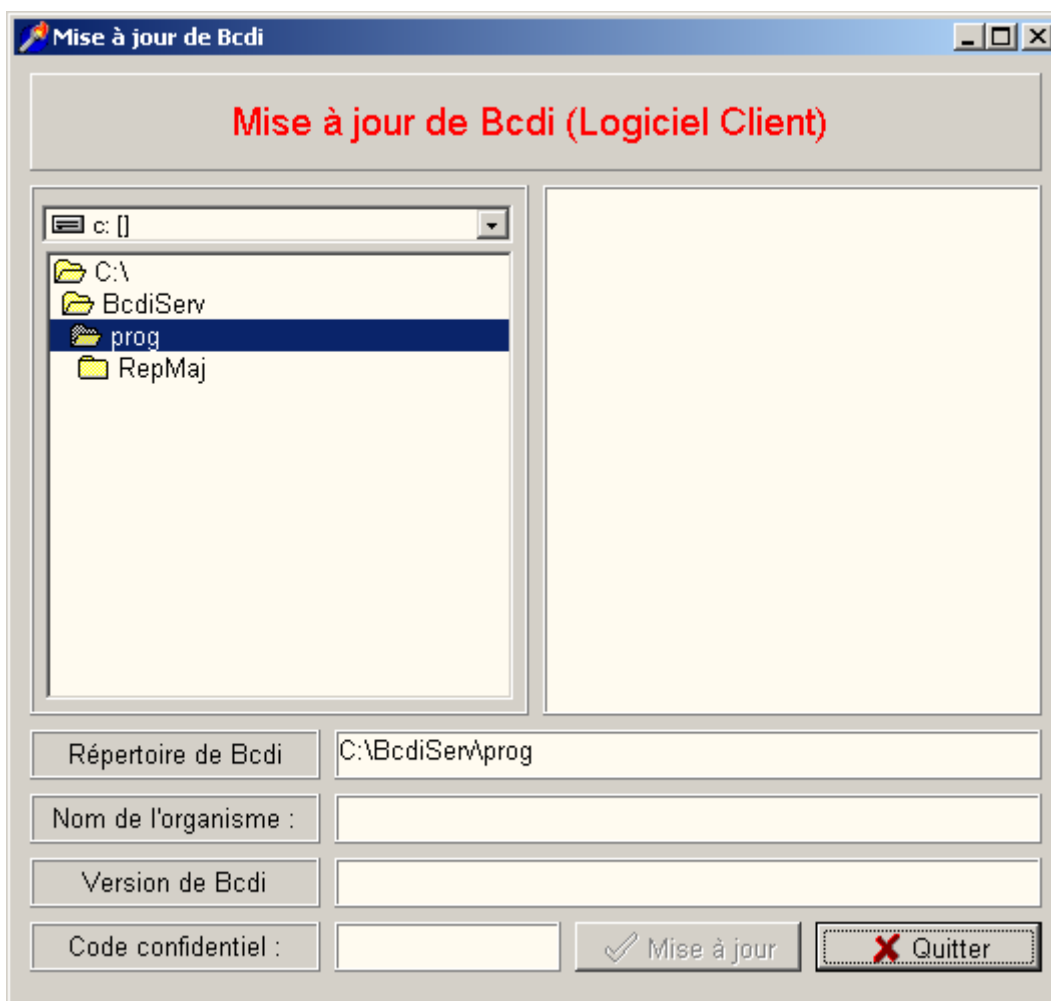 Mise à jour de Bcdi
Mise à jour de Bcdi (Logiciel Client)
c: []
C:\
BcdiServ
prog
RepMaj
Répertoire de Bcdi
C:\BcdiServ\prog
Nom de l'organisme :
Version de Bcdi
Code confidentiel :
Mise à jour
Quitter